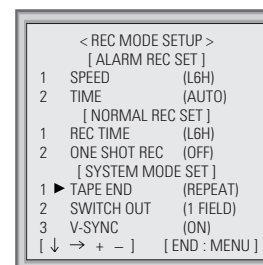 < REC MODE SETUP >
[ ALARM REC SET ]
1 SPEED (L6H)
2 TIME (AUTO)
[ NORMAL REC SET ]
1 REC TIME (L6H)
2 ONE SHOT REC (OFF)
[ SYSTEM MODE SET ]
1 ► TAPE END (REPEAT)
2 SWITCH OUT (1 FIELD)
3 V-SYNC (ON)
[ ↓ → + – ] [ END : MENU ]